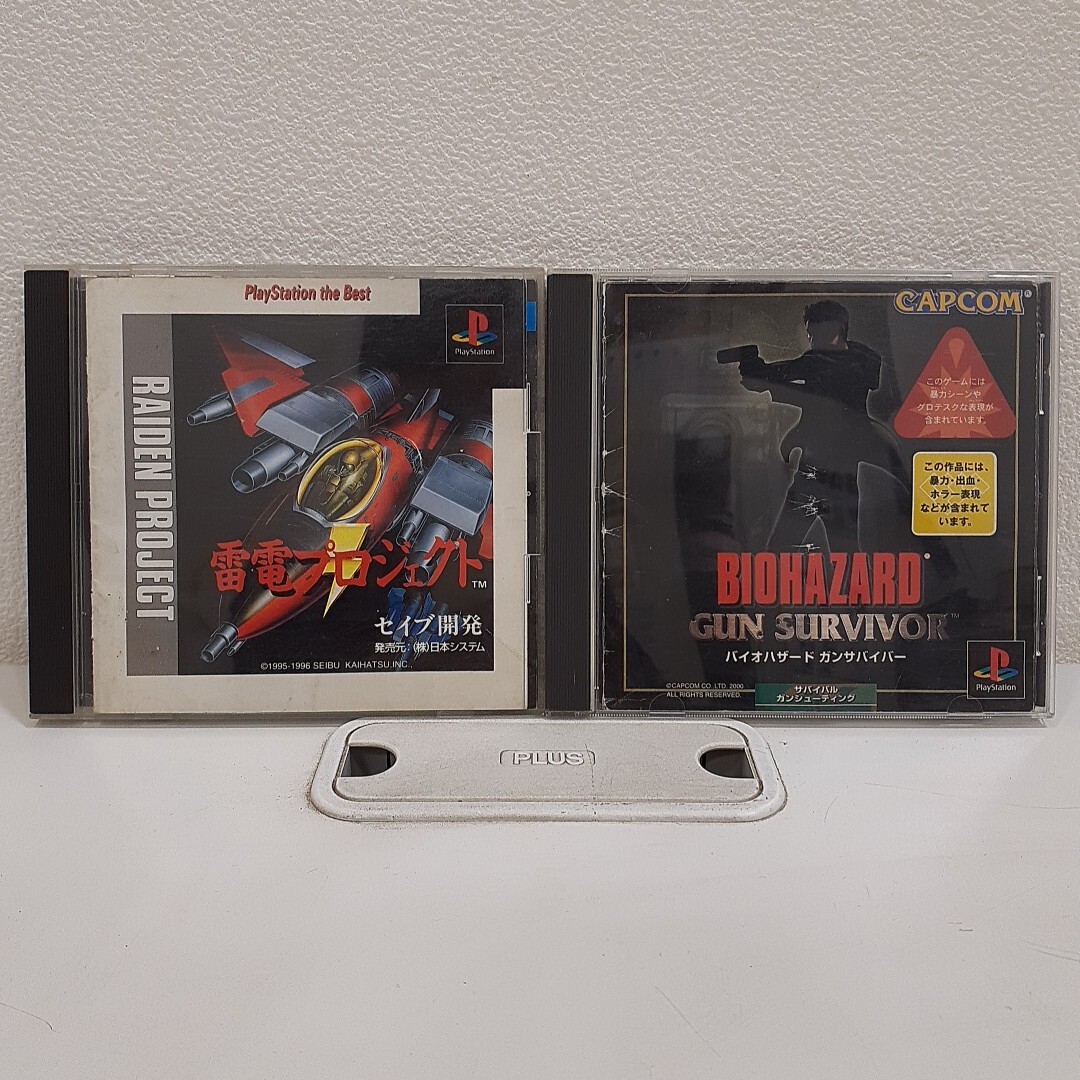 PlayStation the Best
PlayStation
RAIDEN PROJECT
雷電プロジェクト™
セイブ開発
発売元:(株)日本システム
©1995-1996 SEIBU KAIHATSU.INC.,
CAPCOM®
このゲームには
暴力シーンや
グロテスクな表現が
含まれています。
この作品には、
暴力・出血・
ホラー表現
などが含まれて
います。
BIOHAZARD®
GUN SURVIVOR™
バイオハザード ガンサバイバー
©CAPCOM CO. LTD. 2000
ALL RIGHTS RESERVED.
サバイバル
ガンシューティング
PlayStation
PLUS